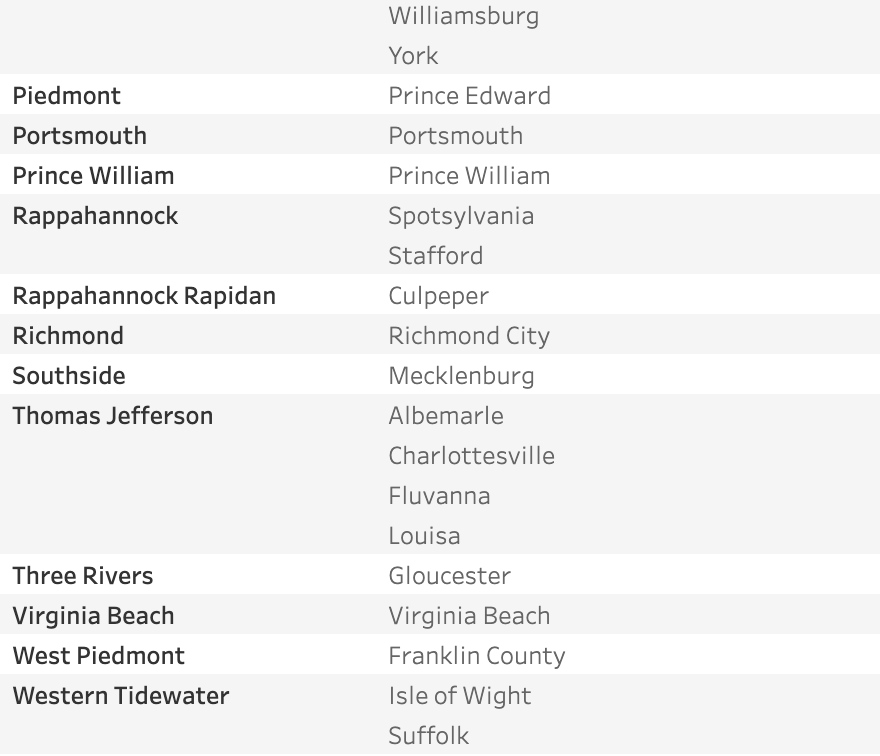 Williamsburg
York
Piedmont Prince Edward
Portsmouth Portsmouth
Prince William Prince William
Rappahannock Spotsylvania
Stafford
Rappahannock Rapidan Culpeper
Richmond Richmond City
Southside Mecklenburg
Thomas Jefferson Albemarle
Charlottesville
Fluvanna
Louisa
Three Rivers Gloucester
Virginia Beach Virginia Beach
West Piedmont Franklin County
Western Tidewater Isle of Wight
Suffolk